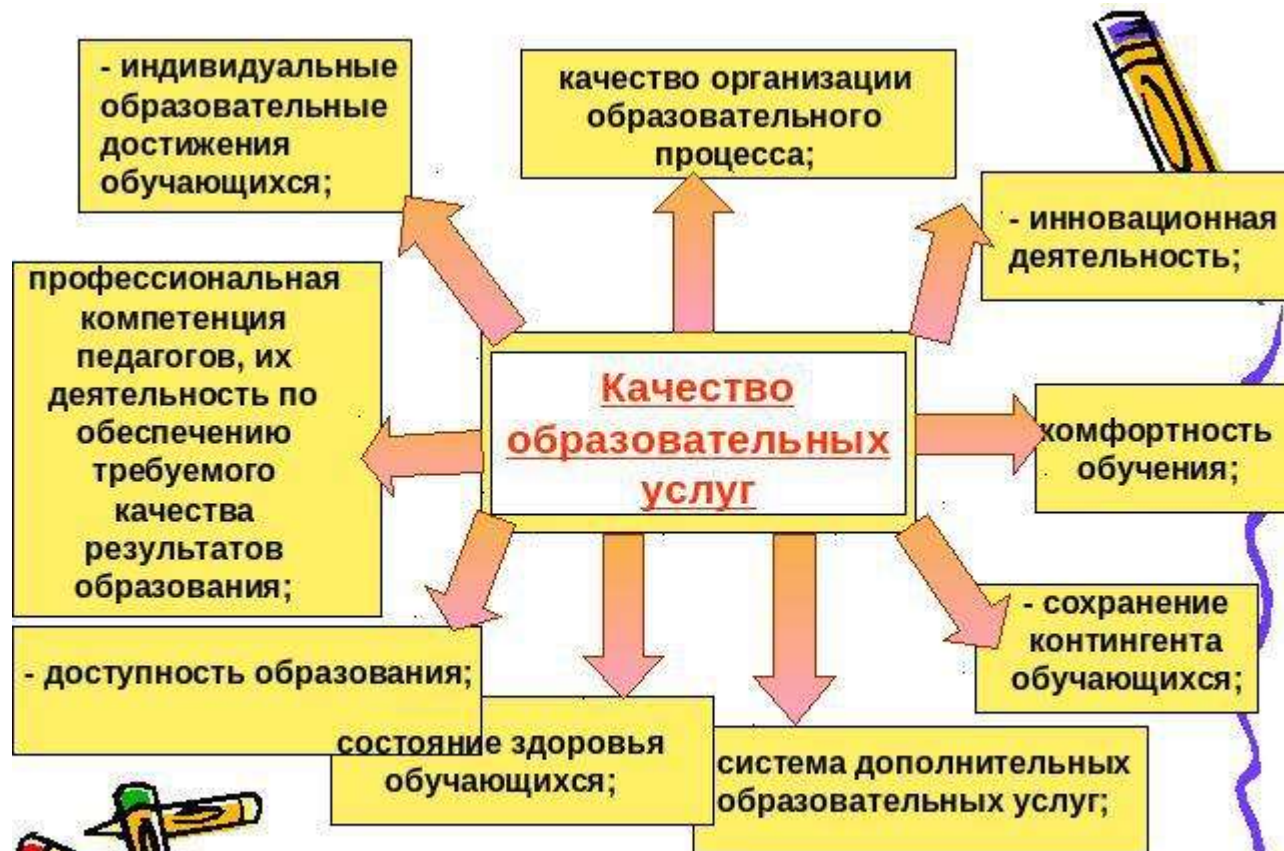 - индивидуальные
образовательные
достижения
обучающихся;
качество организации
образовательного
процесса;
- инновационная
деятельность;
профессиональная
компетенция
педагогов, их
деятельность по
обеспечению
требуемого
качества
результатов
образования;
Качество
образовательных
услуг
комфортность
обучения;
- сохранение
контингента
обучающихся;
- доступность образования;
состояние здоровья
обучающихся;
система дополнительных
образовательных услуг;